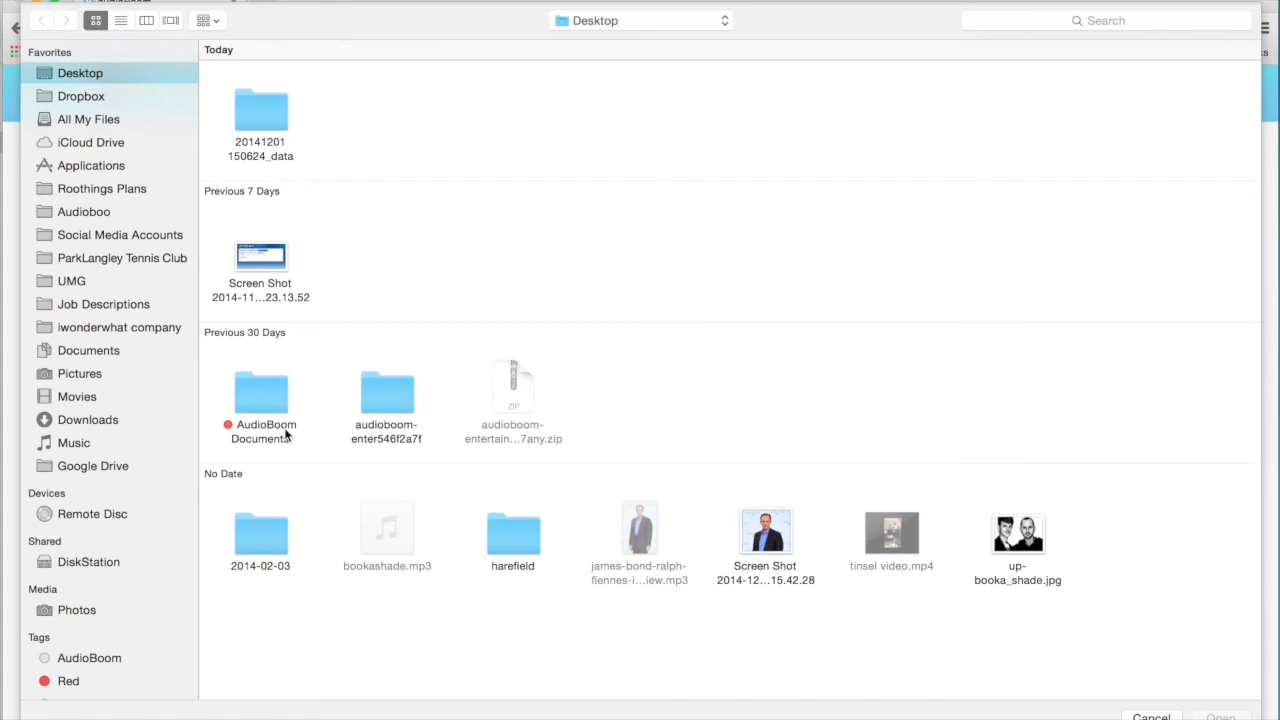 Desktop
Search
Favorites
Desktop
Dropbox
All My Files
iCloud Drive
Applications
Roothings Plans
Audioboo
Social Media Accounts
ParkLangley Tennis Club
UMG
Job Descriptions
iwonderwhat company
Documents
Pictures
Movies
Downloads
Music
Google Drive
Devices
Remote Disc
Shared
DiskStation
Media
Photos
Tags
AudioBoom
Red
Today
20141201
150624_data
Previous 7 Days
Screen Shot
2014-11...23.13.52
Previous 30 Days
AudioBoom
Documents
audioboom-
enter546f2a7f
ZIP
audioboom-
entertain...7any.zip
No Date
2014-02-03
bookashade.mp3
harefield
james-bond-ralph-
fiennes-i...iew.mp3
Screen Shot
2014-12...15.42.28
tinsel video.mp4
up-
booka_shade.jpg
Cancel
Open